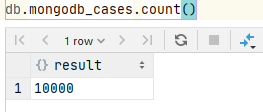 db.mongodb_cases.count()
1 row
result
1 10000